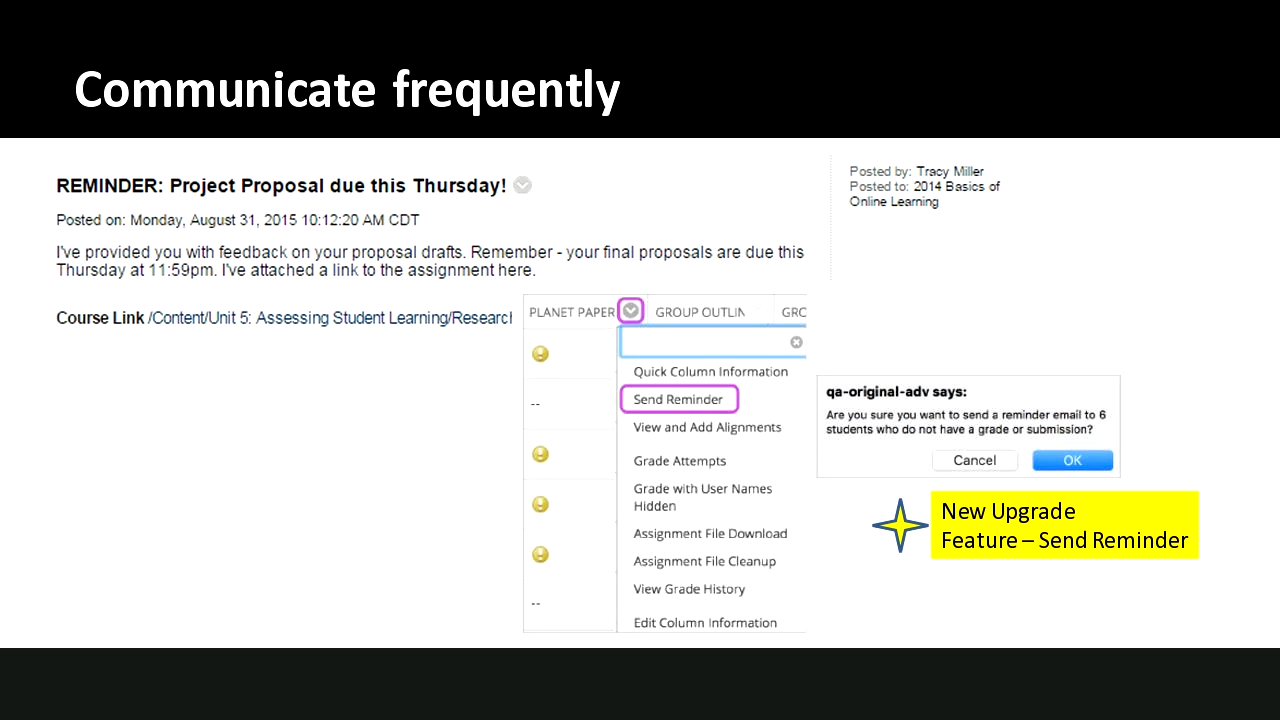 Communicate frequently
REMINDER: Project Proposal due this Thursday!
Posted on: Monday, August 31, 2015 10:12:20 AM CDT
I've provided you with feedback on your proposal drafts. Remember - your final proposals are due this
Thursday at 11:59pm. I've attached a link to the assignment here.
Course Link /Content/Unit 5: Assessing Student Learning/Research
Posted by: Tracy Miller
Posted to: 2014 Basics of
Online Learning
PLANET PAPER GROUP OUTLIN GRO
Quick Column Information
--
Send Reminder
View and Add Alignments
Grade Attempts
Grade with User Names
Hidden
Assignment File Download
Assignment File Cleanup
View Grade History
--
Edit Column Information
qa-original-adv says:
Are you sure you want to send a reminder email to 6
students who do not have a grade or submission?
Cancel OK
New Upgrade
Feature – Send Reminder